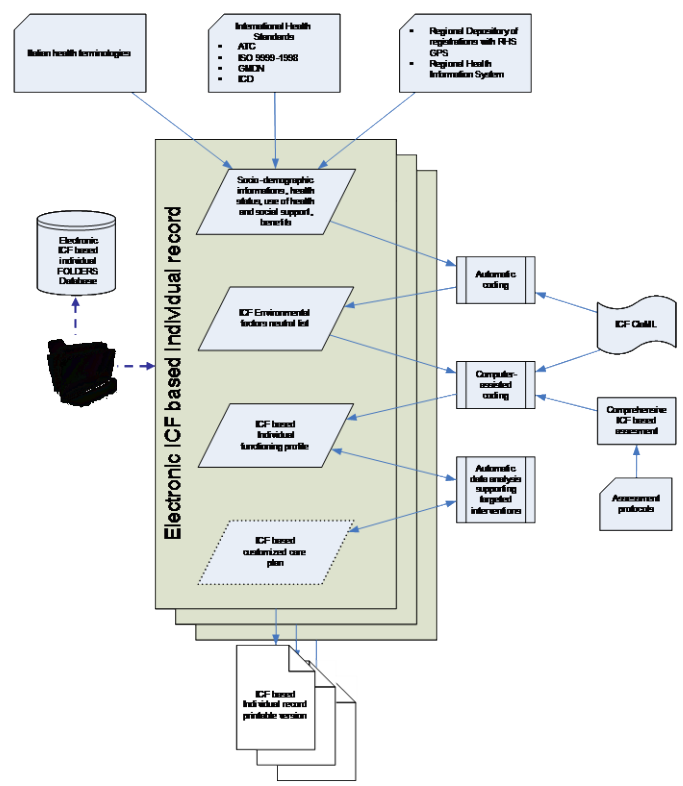 Italian health terminologies
International Health
Standards
▪ ATC
▪ ISO 9999-1998
▪ GMDN
▪ ICD
▪ Regional Depository of
registrations with RHS
GPS
▪ Regional Health
Information System
Socio-demographic
informations, health
status, use of health
and social support,
benefits
Electronic
ICF based
individual
FOLDERS
Database
Electronic ICF based Individual record
Automatic
coding
ICF Environmental
factors neutral list
ICF ClaML
Computer-
assisted
coding
Comprehensive
ICF based
assesment
ICF based
Individual
functioning profile
Automatic
data analysis
supporting
targeted
interventions
Assessment
protocols
ICF based
customized care
plan
ICF based
Individual record
printable version